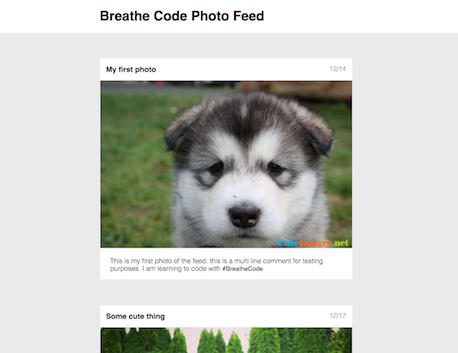 Breathe Code Photo Feed
My first photo 12/14
CuteImages.net
This is my first photo of the feed. this is a multi line comment for testing
purposes. I am learning to code with #BreatheCode
Some cute thing 12/17